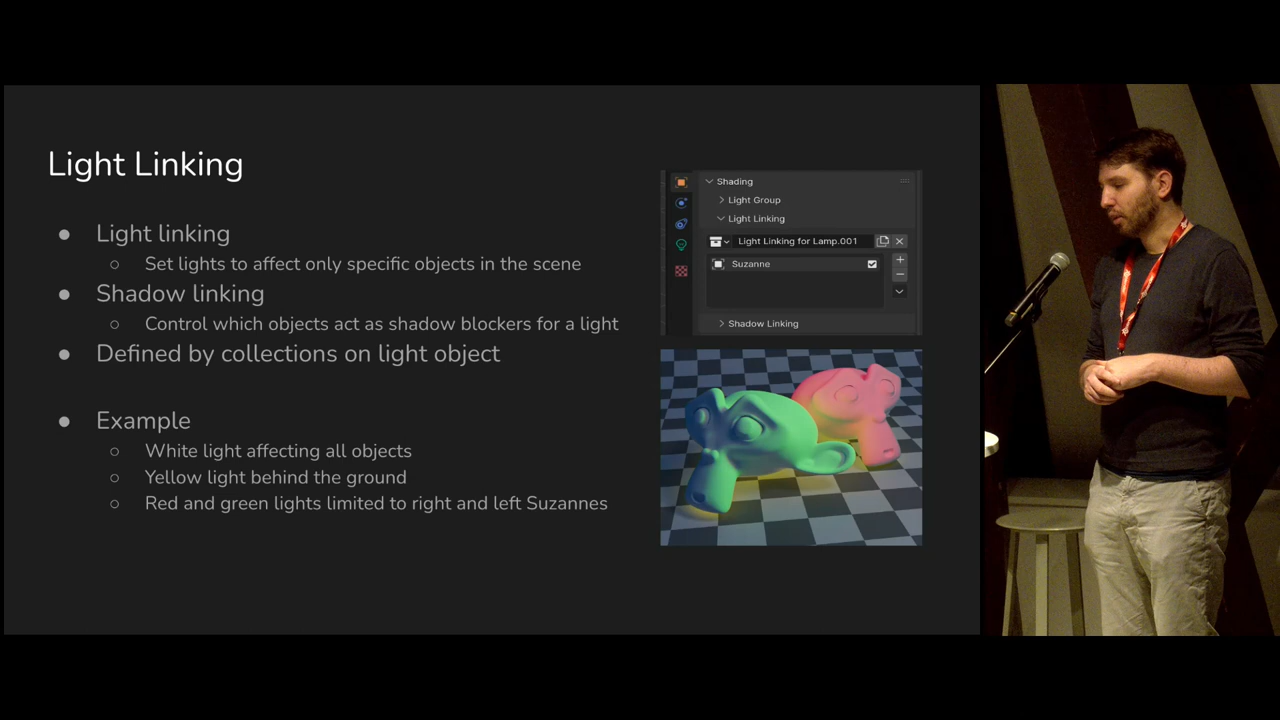 Light Linking
Light linking
Set lights to affect only specific objects in the scene
Shadow linking
Control which objects act as shadow blockers for a light
Defined by collections on light object
Example
White light affecting all objects
Yellow light behind the ground
Red and green lights limited to right and left Suzannes
Shading
Light Group
Light Linking
Light Linking for Lamp.001
Suzanne
Shadow Linking